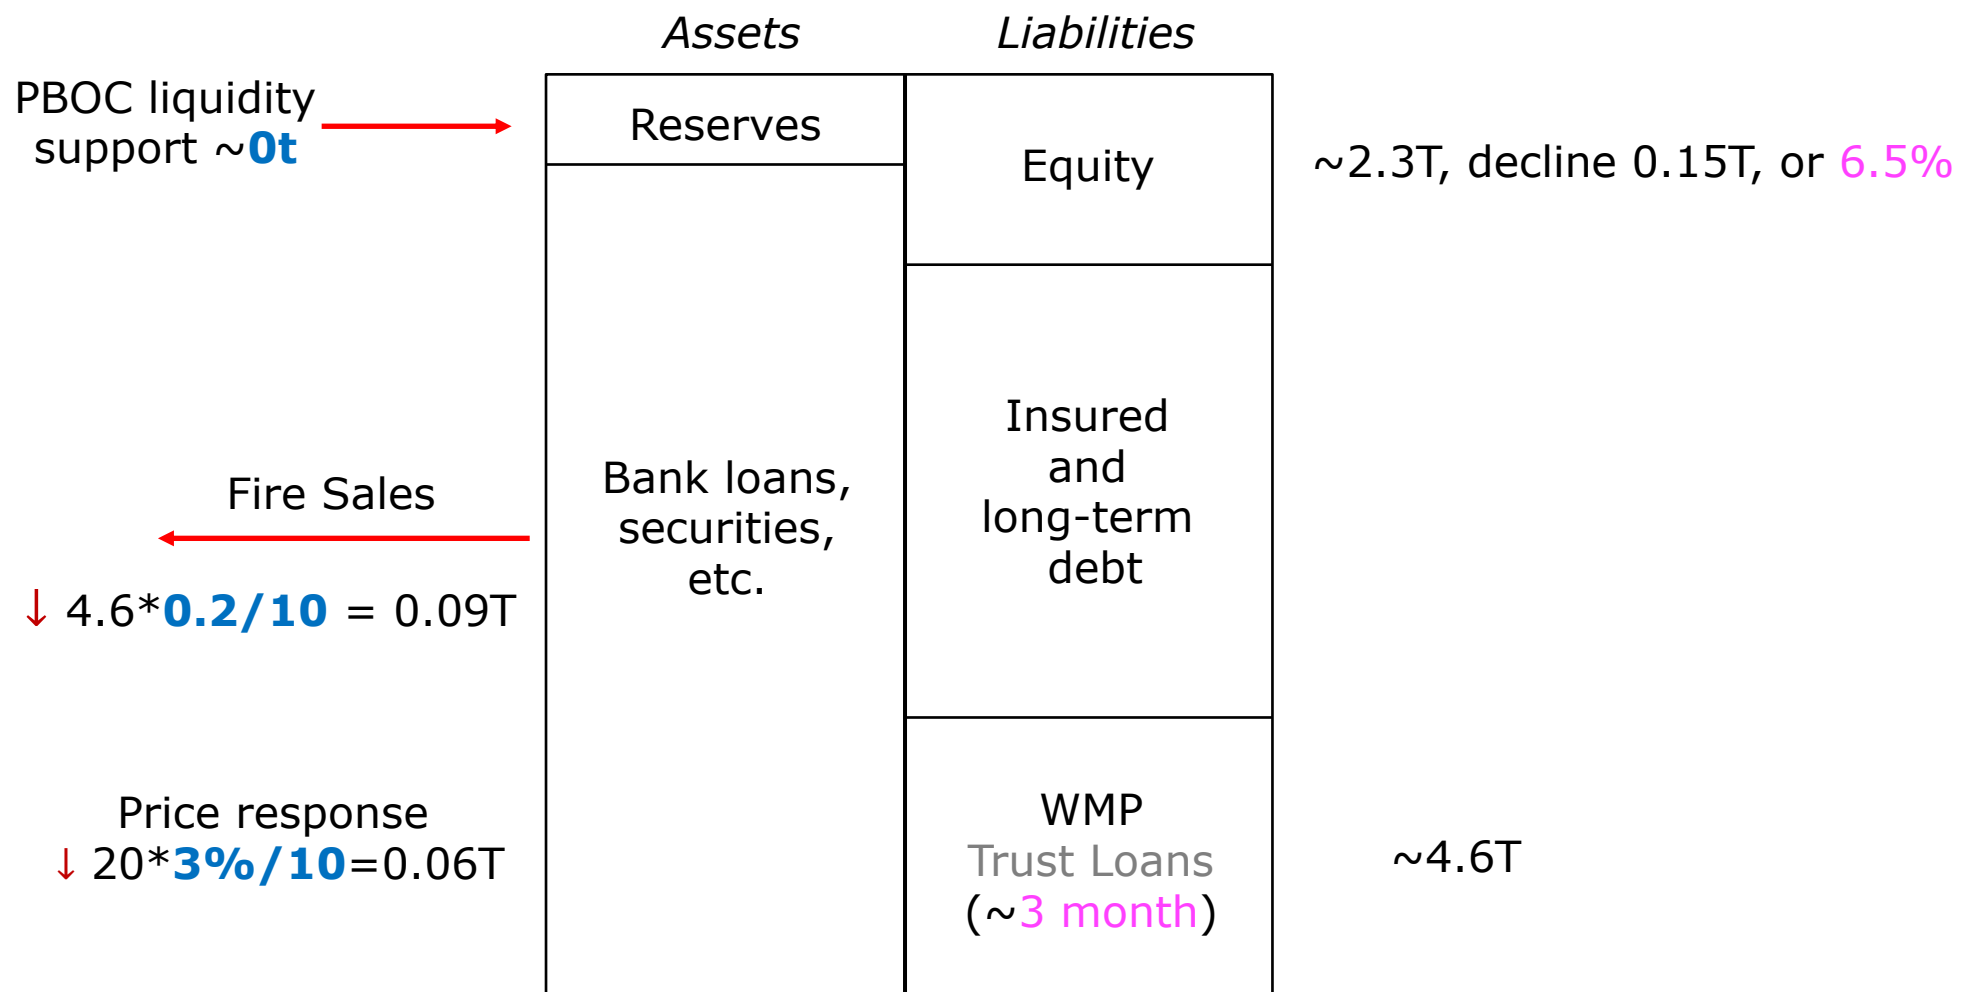 Assets
Liabilities
PBOC liquidity
support ~0t
Reserves
Equity
~2.3T, decline 0.15T, or 6.5%
Insured
and
long-term
debt
Bank loans,
securities,
etc.
Fire Sales
↓ 4.6*0.2/10 = 0.09T
Price response
↓ 20*3%/10=0.06T
WMP
Trust Loans
(~3 month)
~4.6T